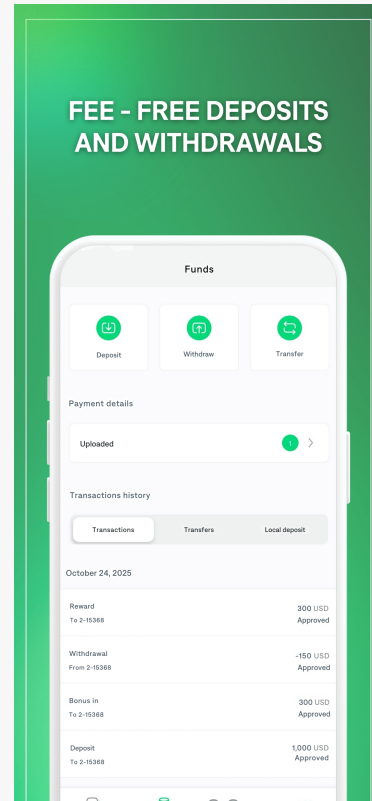 FEE - FREE DEPOSITS
AND WITHDRAWALS
Funds
Deposit
Withdraw
Transfer
Payment details
Uploaded
1
Transactions history
Transactions
Transfers
Local deposit
October 24, 2025
Reward
300 USD
To 2-15368
Approved
Withdrawal
-150 USD
From 2-15368
Approved
Bonus in
300 USD
To 2-15368
Approved
Deposit
1,000 USD
To 2-15368
Approved